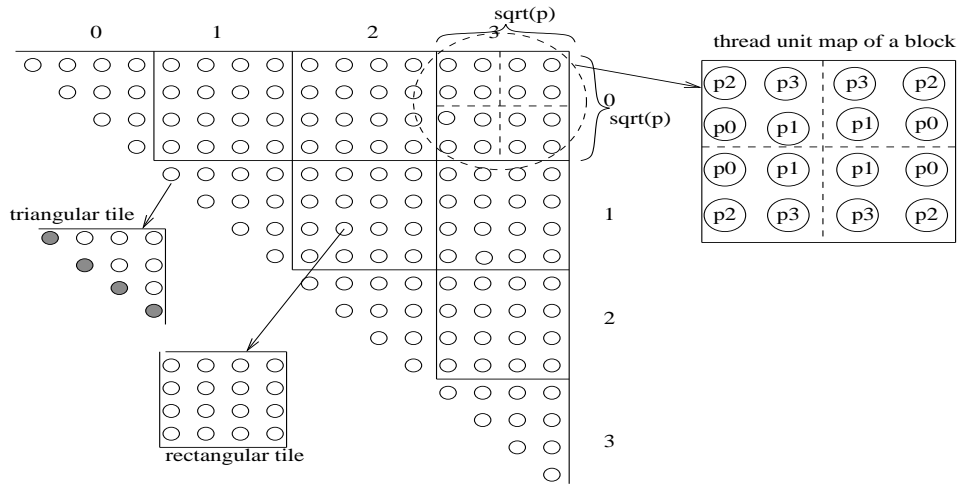 sqrt(p)
0 1 2 3
thread unit map of a block
0
sqrt(p)
p2 p3 p3 p2
p0 p1 p1 p0
p0 p1 p1 p0
p2 p3 p3 p2
triangular tile
1
2
3
rectangular tile